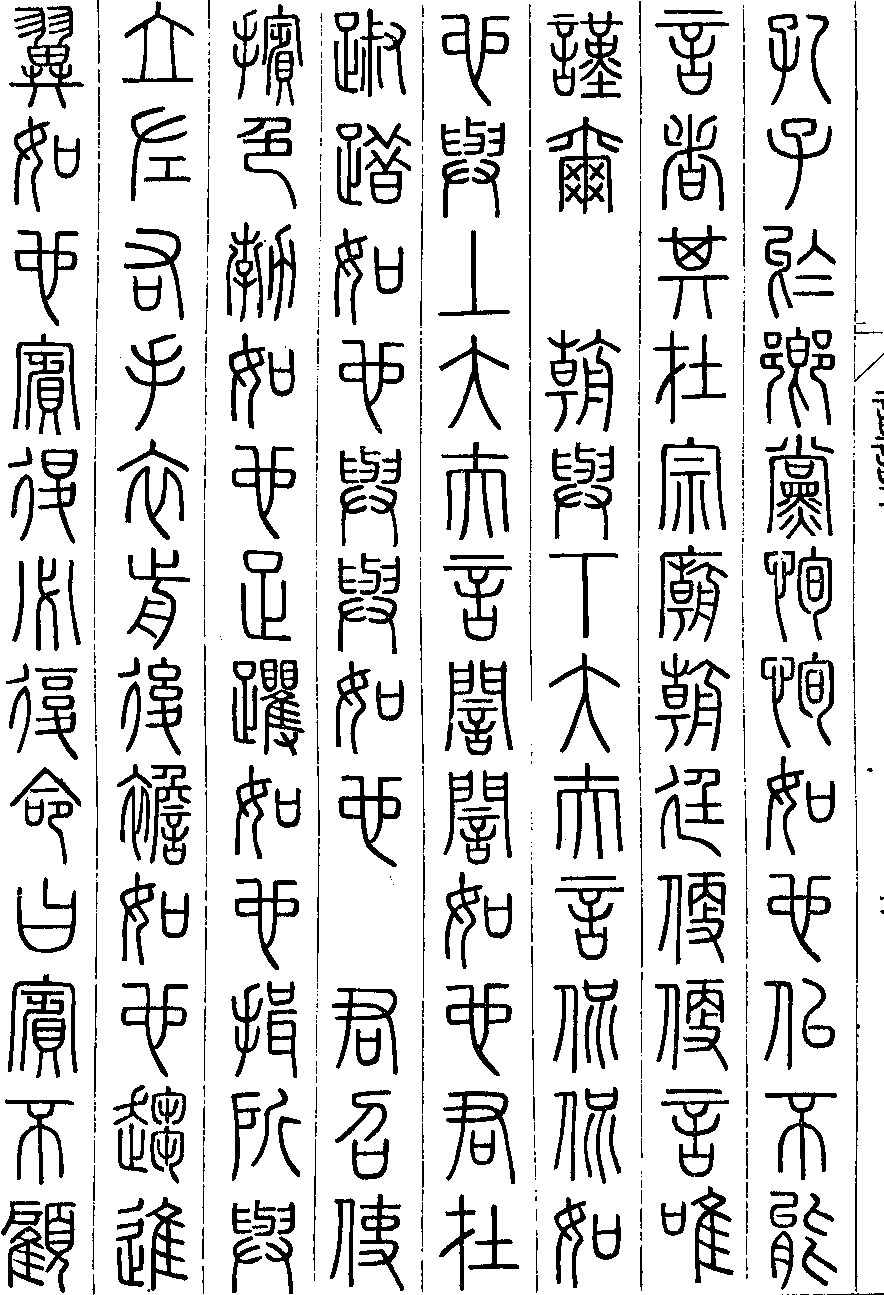 孔子於鄉黨恂恂如也似不能
言者其在宗廟朝廷便便言唯
謹爾　朝與下大夫言侃侃如
也與上大夫言誾誾如也君在
踧踖如也與與如也　君召使
擯色勃如也足躩如也揖所與
立左右手衣前後襜如也趨進
翼如也賓退必復命曰賓不顧